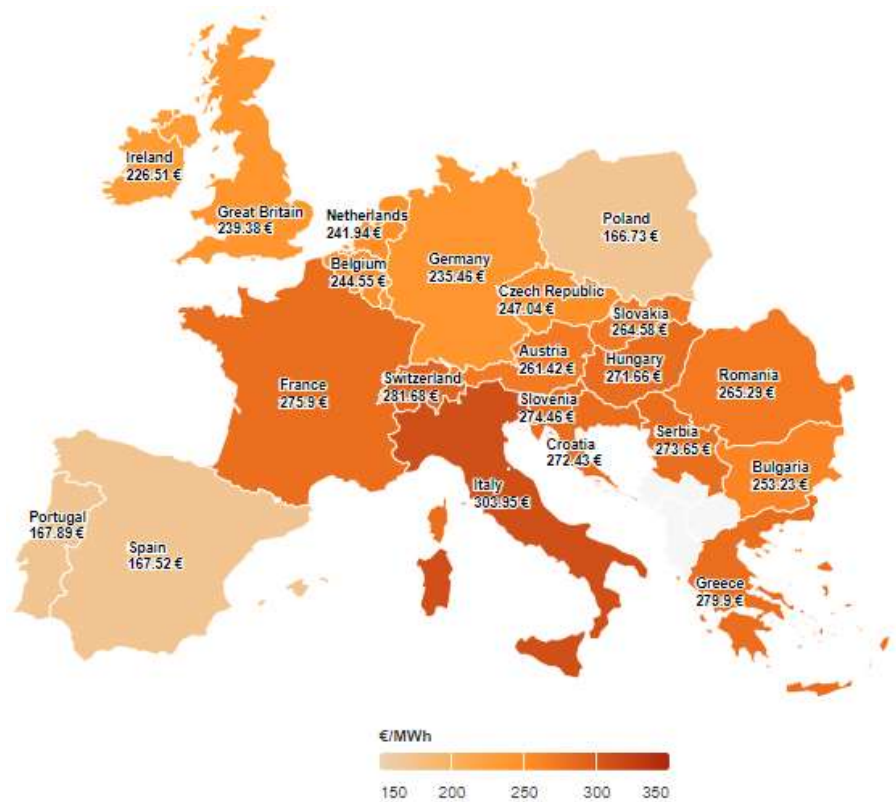 Ireland
226.51 €
Great Britain
239.38 €
Netherlands
241.94 €
Belgium
244.55 €
Germany
235.46 €
Poland
166.73 €
Czech Republic
247.04 €
Slovakia
264.58 €
Austria
261.42 €
Hungary
271.66 €
Romania
265.29 €
France
275.9 €
Switzerland
281.68 €
Slovenia
274.46 €
Croatia
272.43 €
Serbia
273.65 €
Bulgaria
253.23 €
Italy
303.95 €
Portugal
167.89 €
Spain
167.52 €
Greece
279.9 €
€/MWh
150 200 250 300 350